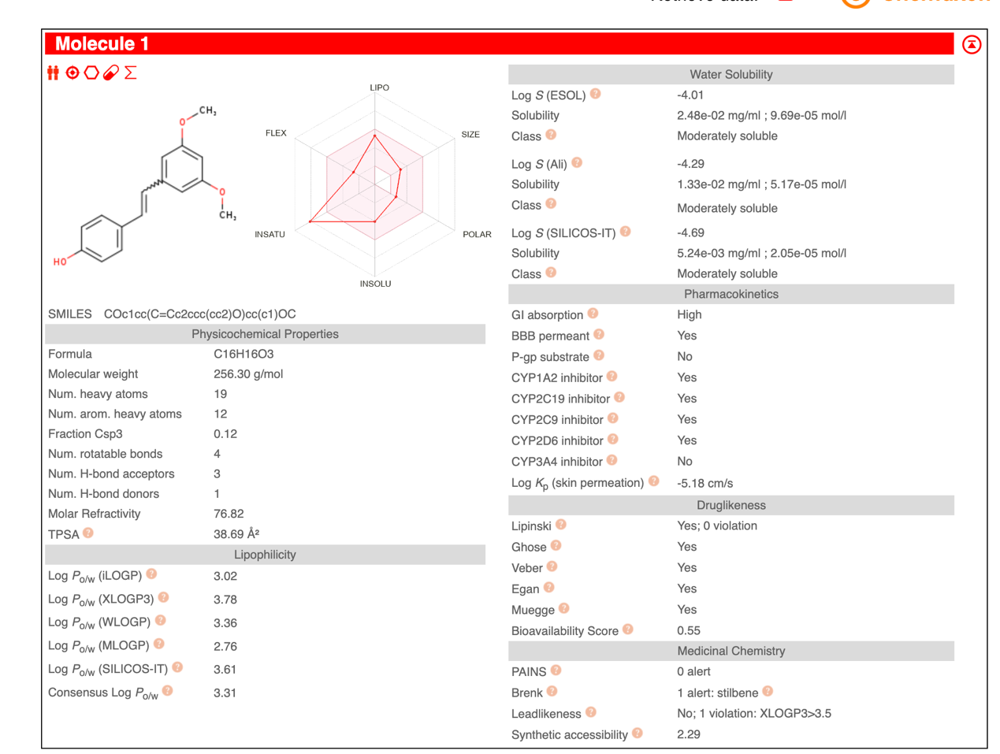 Molecule 1
LIPO
FLEX
SIZE
INSATU
POLAR
INSOLU
O
CH₃
O
CH₃
HO
SMILES COc1cc(C=Cc2ccc(cc2)O)cc(c1)OC
Physicochemical Properties
Formula C16H16O3
Molecular weight 256.30 g/mol
Num. heavy atoms 19
Num. arom. heavy atoms 12
Fraction Csp3 0.12
Num. rotatable bonds 4
Num. H-bond acceptors 3
Num. H-bond donors 1
Molar Refractivity 76.82
TPSA ? 38.69 Å²
Lipophilicity
Log Po/w (iLOGP) ? 3.02
Log Po/w (XLOGP3) ? 3.78
Log Po/w (WLOGP) ? 3.36
Log Po/w (MLOGP) ? 2.76
Log Po/w (SILICOS-IT) ? 3.61
Consensus Log Po/w ? 3.31
Water Solubility
Log S (ESOL) ? -4.01
Solubility 2.48e-02 mg/ml ; 9.69e-05 mol/l
Class ? Moderately soluble
Log S (Ali) ? -4.29
Solubility 1.33e-02 mg/ml ; 5.17e-05 mol/l
Class ? Moderately soluble
Log S (SILICOS-IT) ? -4.69
Solubility 5.24e-03 mg/ml ; 2.05e-05 mol/l
Class ? Moderately soluble
Pharmacokinetics
GI absorption ? High
BBB permeant ? Yes
P-gp substrate ? No
CYP1A2 inhibitor ? Yes
CYP2C19 inhibitor ? Yes
CYP2C9 inhibitor ? Yes
CYP2D6 inhibitor ? Yes
CYP3A4 inhibitor ? No
Log Kp (skin permeation) ? -5.18 cm/s
Druglikeness
Lipinski ? Yes; 0 violation
Ghose ? Yes
Veber ? Yes
Egan ? Yes
Muegge ? Yes
Bioavailability Score ? 0.55
Medicinal Chemistry
PAINS ? 0 alert
Brenk ? 1 alert: stilbene ?
Leadlikeness ? No; 1 violation: XLOGP3>3.5
Synthetic accessibility ? 2.29